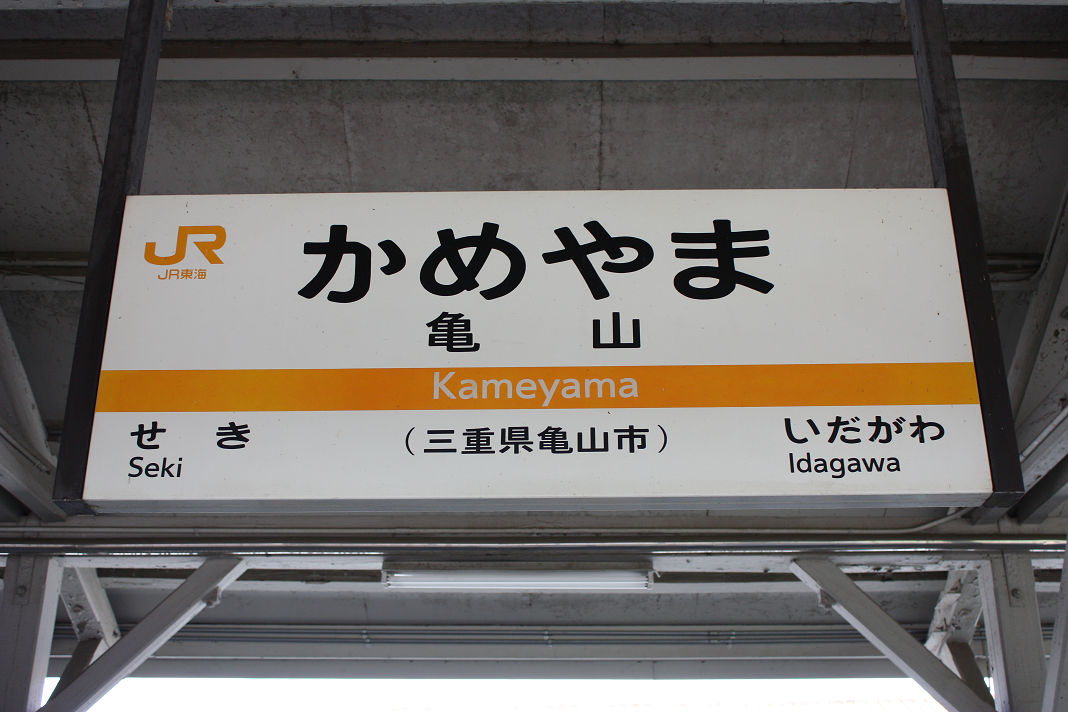 JR
JR東海
かめやま
亀山
Kameyama
せき
Seki
（三重県亀山市）
いだがわ
Idagawa